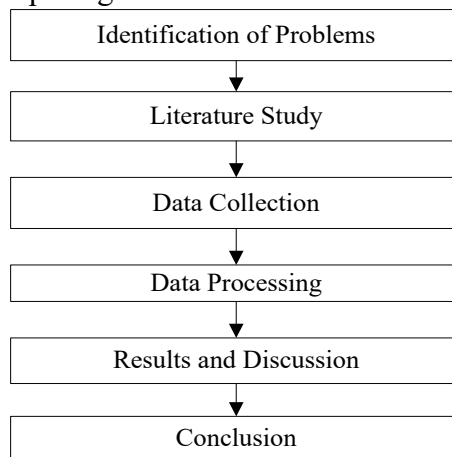 Identification of Problems
Literature Study
Data Collection
Data Processing
Results and Discussion
Conclusion